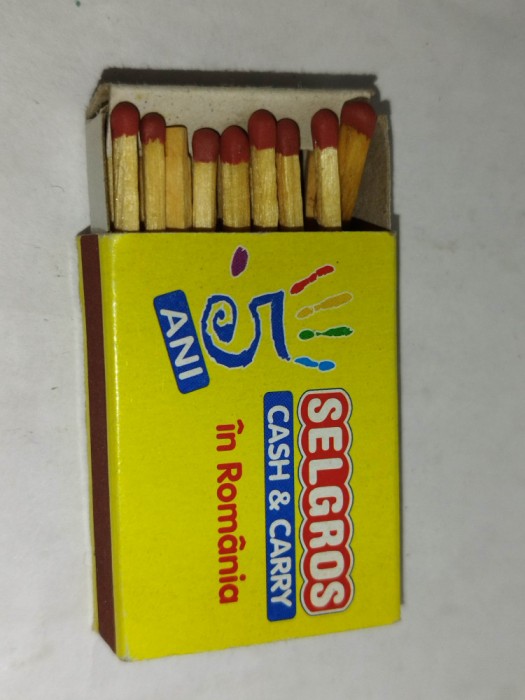 5
ANI
SELGROS
CASH & CARRY
în România